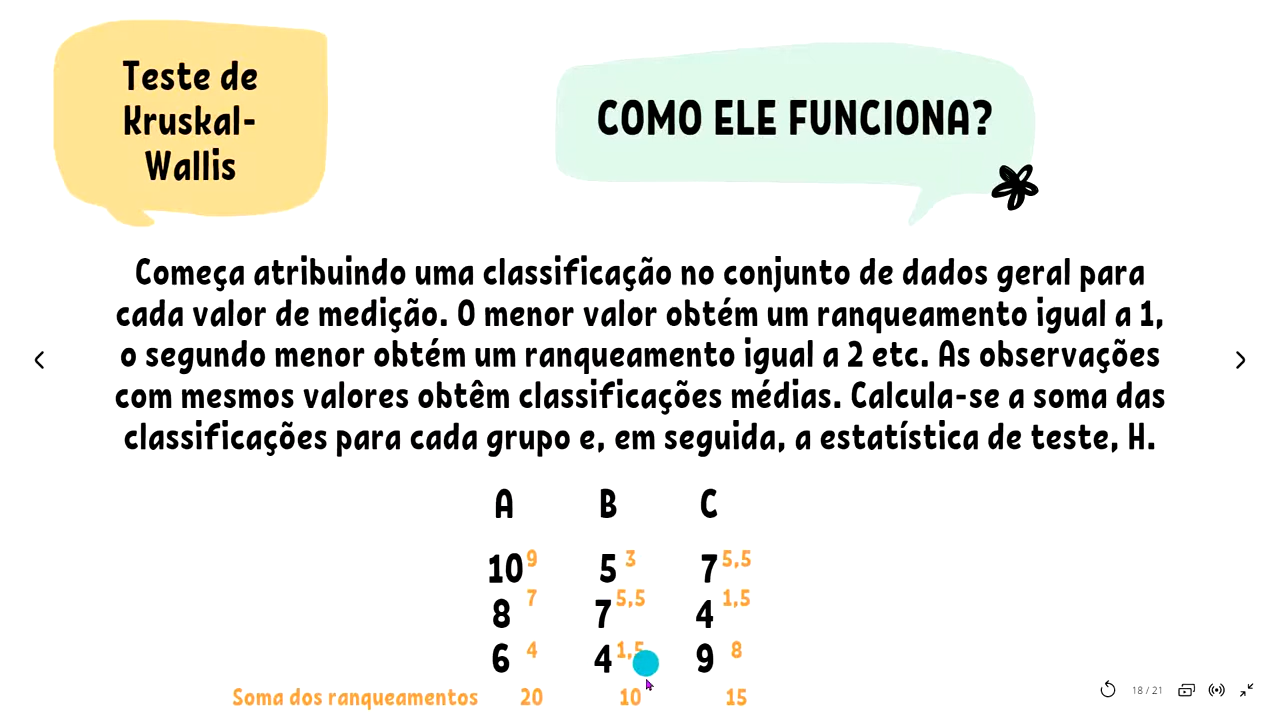 Teste de
Kruskal-
Wallis
COMO ELE FUNCIONA?
Começa atribuindo uma classificação no conjunto de dados geral para
cada valor de medição. O menor valor obtém um ranqueamento igual a 1,
o segundo menor obtém um ranqueamento igual a 2 etc. As observações
com mesmos valores obtêm classificações médias. Calcula-se a soma das
classificações para cada grupo e, em seguida, a estatística de teste, H.
A B C
10 9 5 3 7 5,5
8 7 7 5,5 4 1,5
6 4 4 1,5 9 8
Soma dos ranqueamentos 20 10 15
18 / 21